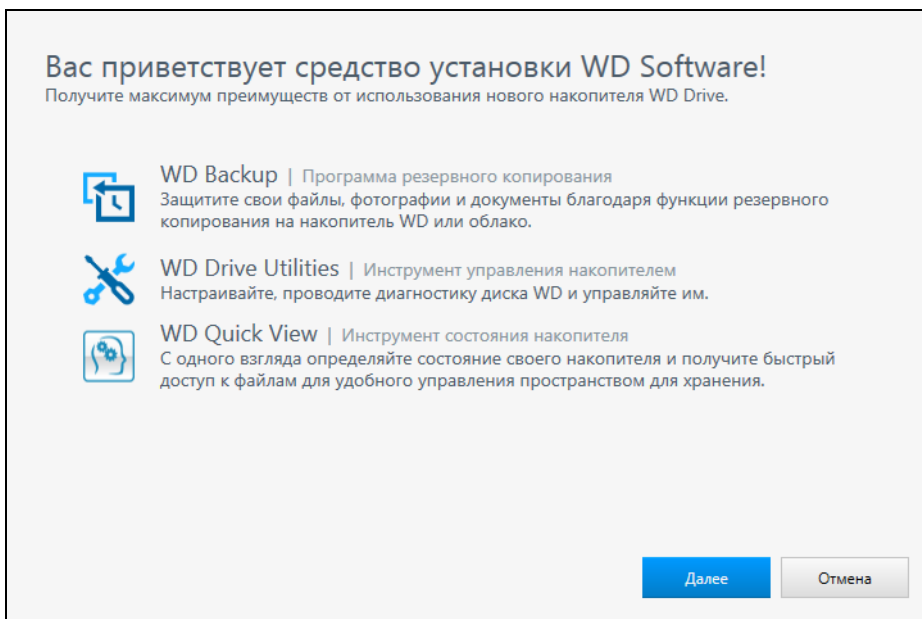 Вас приветствует средство установки WD Software!
Получите максимум преимуществ от использования нового накопителя WD Drive.
WD Backup | Программа резервного копирования
Защитите свои файлы, фотографии и документы благодаря функции резервного
копирования на накопитель WD или облако.
WD Drive Utilities | Инструмент управления накопителем
Настраивайте, проводите диагностику диска WD и управляйте им.
WD Quick View | Инструмент состояния накопителя
С одного взгляда определяйте состояние своего накопителя и получите быстрый
доступ к файлам для удобного управления пространством для хранения.
Далее
Отмена